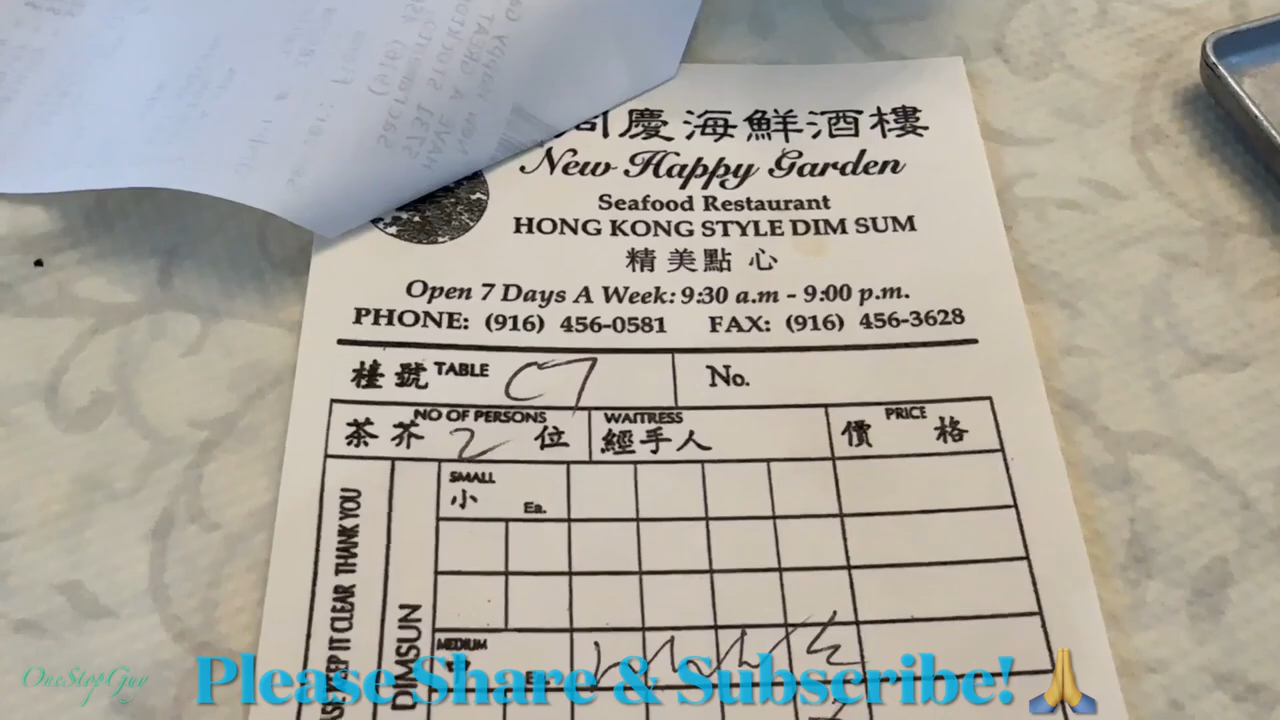 慶海鮮酒樓
New Happy Garden
Seafood Restaurant
HONG KONG STYLE DIM SUM
精美點心
Open 7 Days A Week: 9:30 a.m - 9:00 p.m.
PHONE: (916) 456-0581 FAX: (916) 456-3628
檯號 TABLE C7 No.
NO OF PERSONS WAITRESS PRICE
茶芥 2 位 經手人 價格
SMALL
小 Ea.
MEDIUM
IT CLEAR THANK YOU
DIMSUN
OneStopGuy
Please Share & Subscribe! 🙏